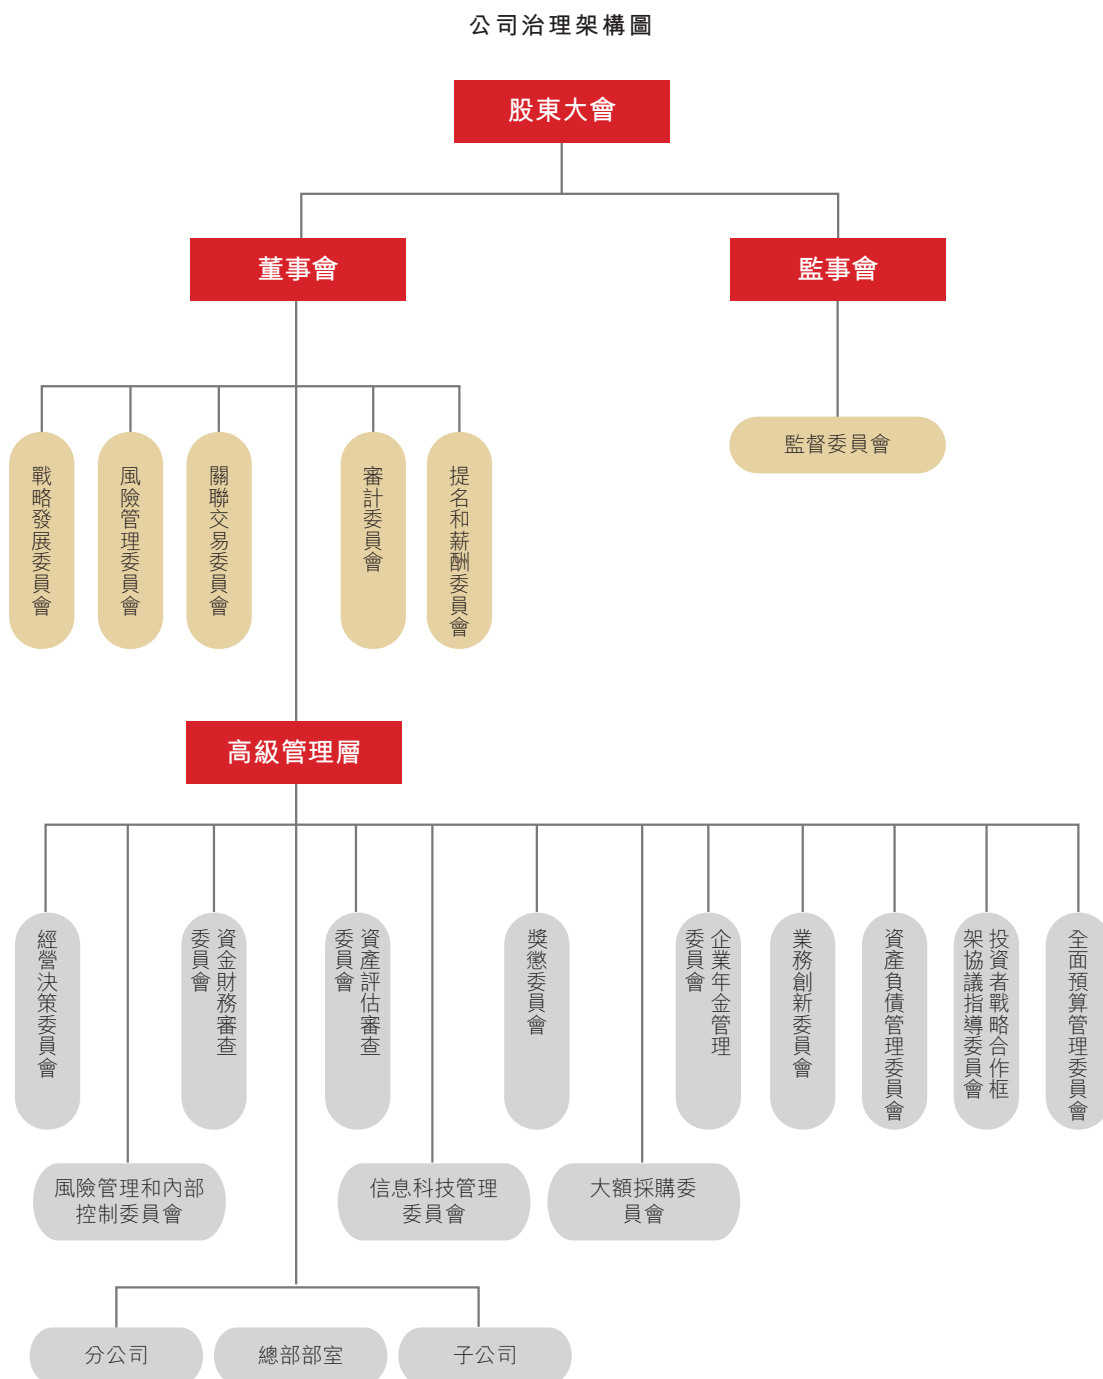 公司治理架構圖
股東大會
董事會
監事會
監督委員會
戰略發展委員會
風險管理委員會
關聯交易委員會
審計委員會
提名和薪酬委員會
高級管理層
經營決策委員會
資金財務審查
委員會
資產評估審查
委員會
獎懲委員會
企業年金管理
委員會
業務創新委員會
資產負債管理委員會
投資者戰略合作框
架協議指導委員會
全面預算管理委員會
風險管理和內部
控制委員會
信息科技管理
委員會
大額採購委
員會
分公司
總部部室
子公司